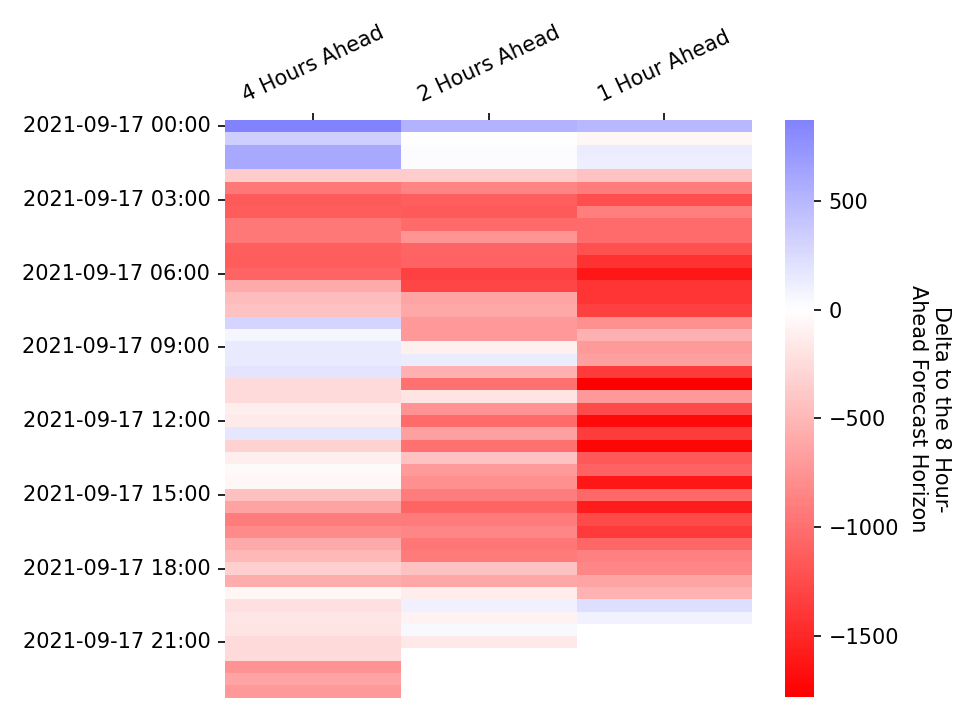 4 Hours Ahead
2 Hours Ahead
1 Hour Ahead
2021-09-17 00:00
2021-09-17 03:00
2021-09-17 06:00
2021-09-17 09:00
2021-09-17 12:00
2021-09-17 15:00
2021-09-17 18:00
2021-09-17 21:00
500
0
−500
−1000
−1500
Delta to the 8 Hour-
Ahead Forecast Horizon